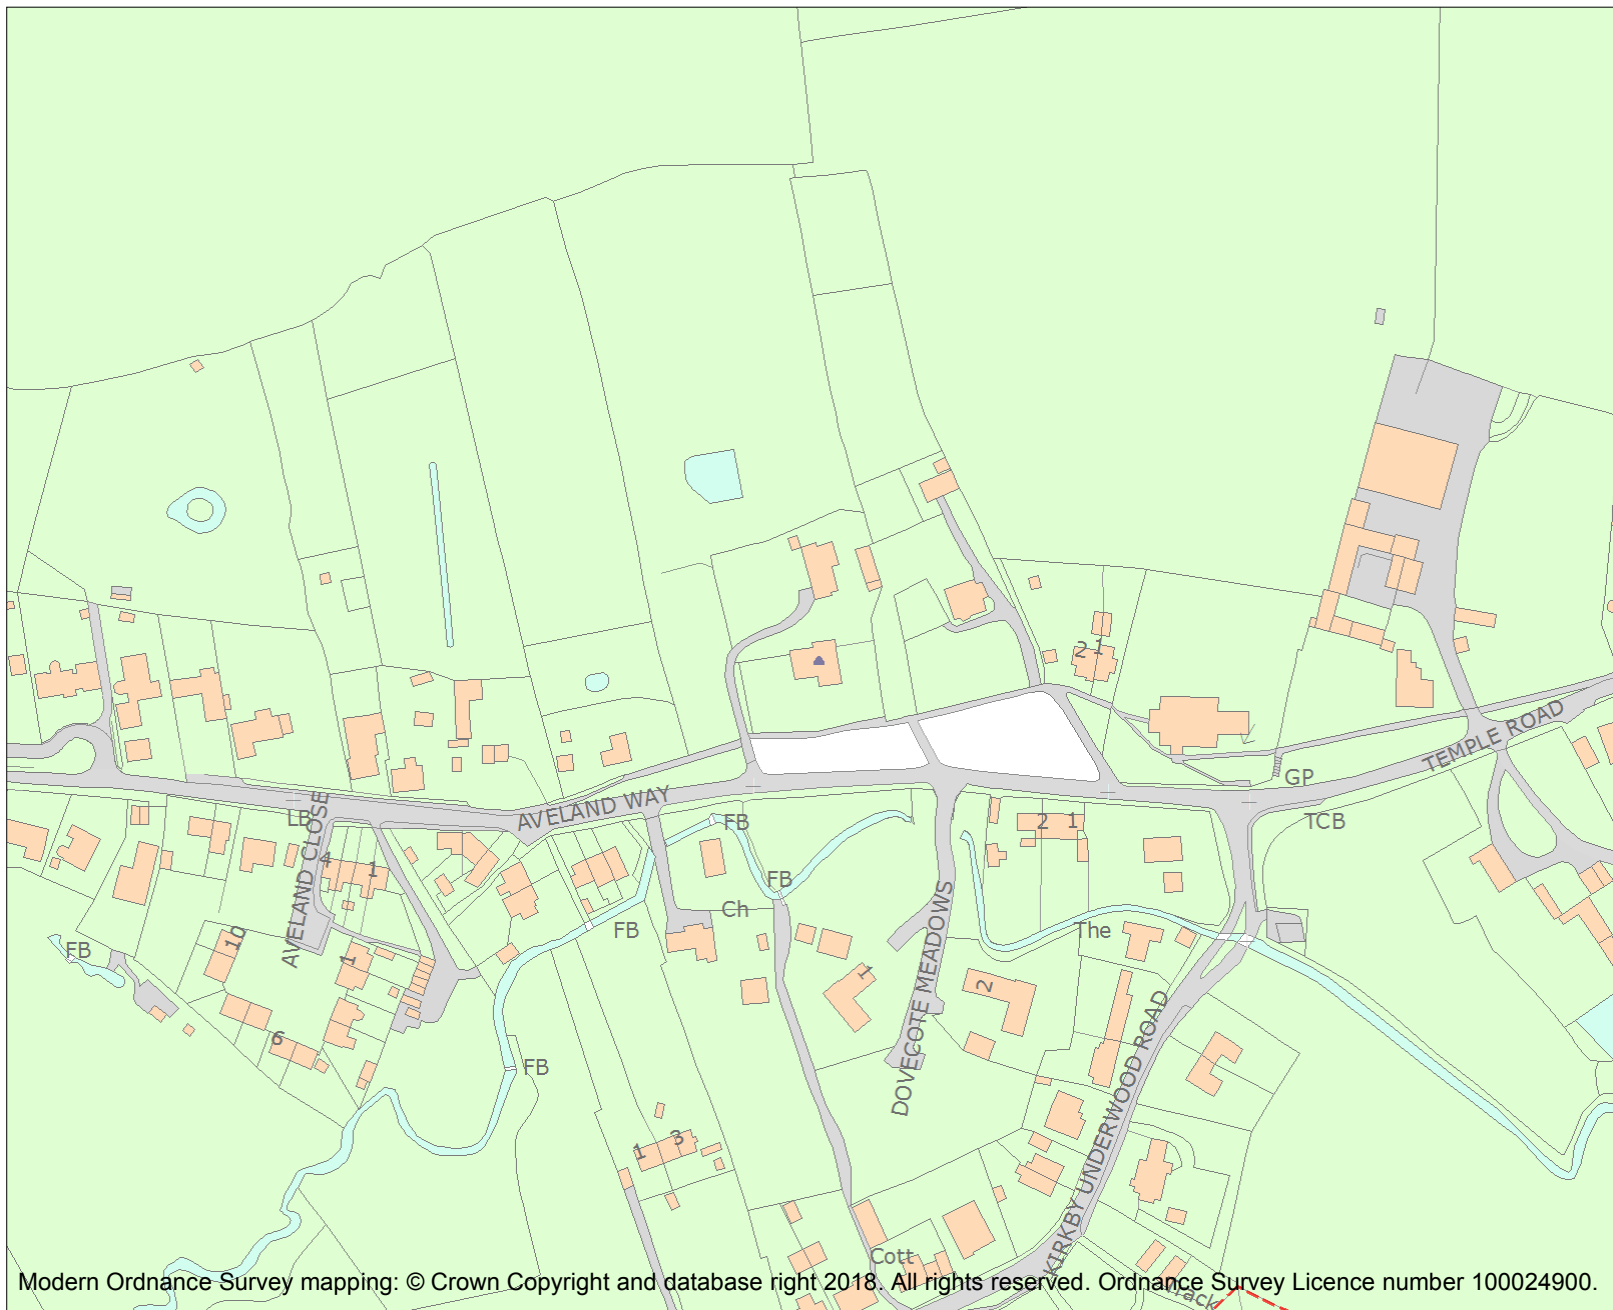 2 1
TEMPLE ROAD
GP
AVELAND WAY
LB
FB
TCB
2 1
4
1
AVELAND CLOSE
FB
Ch
FB
The
10
FB
1
1
DOVECOTE MEADOWS
2
6
FB
KIRKBY UNDERWOOD ROAD
1 3
Cott
Track
Modern Ordnance Survey mapping: © Crown Copyright and database right 2018. All rights reserved. Ordnance Survey Licence number 100024900.